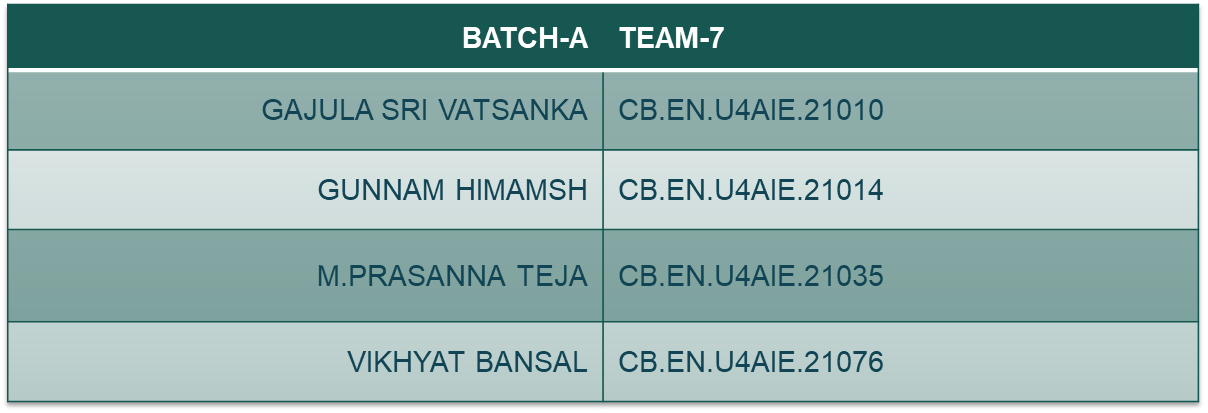 BATCH-A TEAM-7
GAJULA SRI VATSANKA CB.EN.U4AIE.21010
GUNNAM HIMAMSH CB.EN.U4AIE.21014
M.PRASANNA TEJA CB.EN.U4AIE.21035
VIKHYAT BANSAL CB.EN.U4AIE.21076